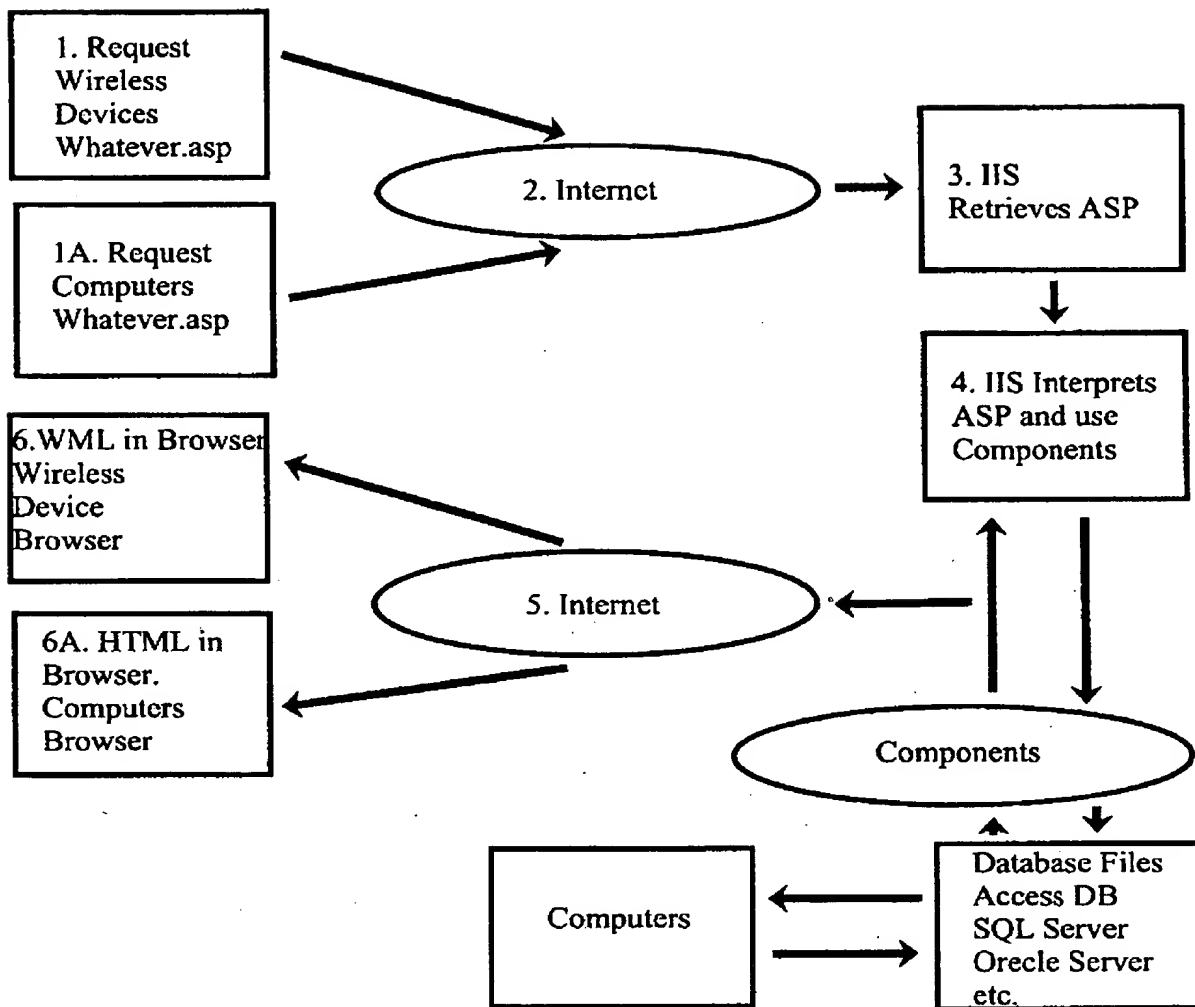 1. Request
Wireless
Devices
Whatever.asp
2. Internet
3. IIS
Retrieves ASP
1A. Request
Computers
Whatever.asp
4. IIS Interprets
ASP and use
Components
6.WML in Browser
Wireless
Device
Browser
5. Internet
6A. HTML in
Browser.
Computers
Browser
Components
Computers
Database Files
Access DB
SQL Server
Orecle Server
etc.